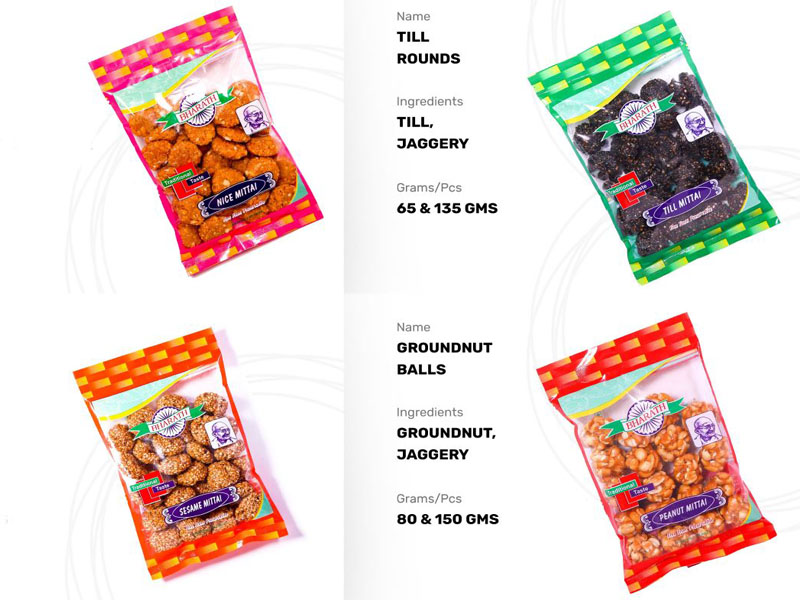 BHARATH
Traditional
Taste
NICE MITTAI
Name
TILL
ROUNDS
Ingredients
TILL,
JAGGERY
Grams/Pcs
65 & 135 GMS
BHARATH
Traditional
Taste
TILL MITTAI
BHARATH
Traditional
Taste
SESAME MITTAI
Name
GROUNDNUT
BALLS
Ingredients
GROUNDNUT,
JAGGERY
Grams/Pcs
80 & 150 GMS
BHARATH
Traditional
Taste
PEANUT MITTAI